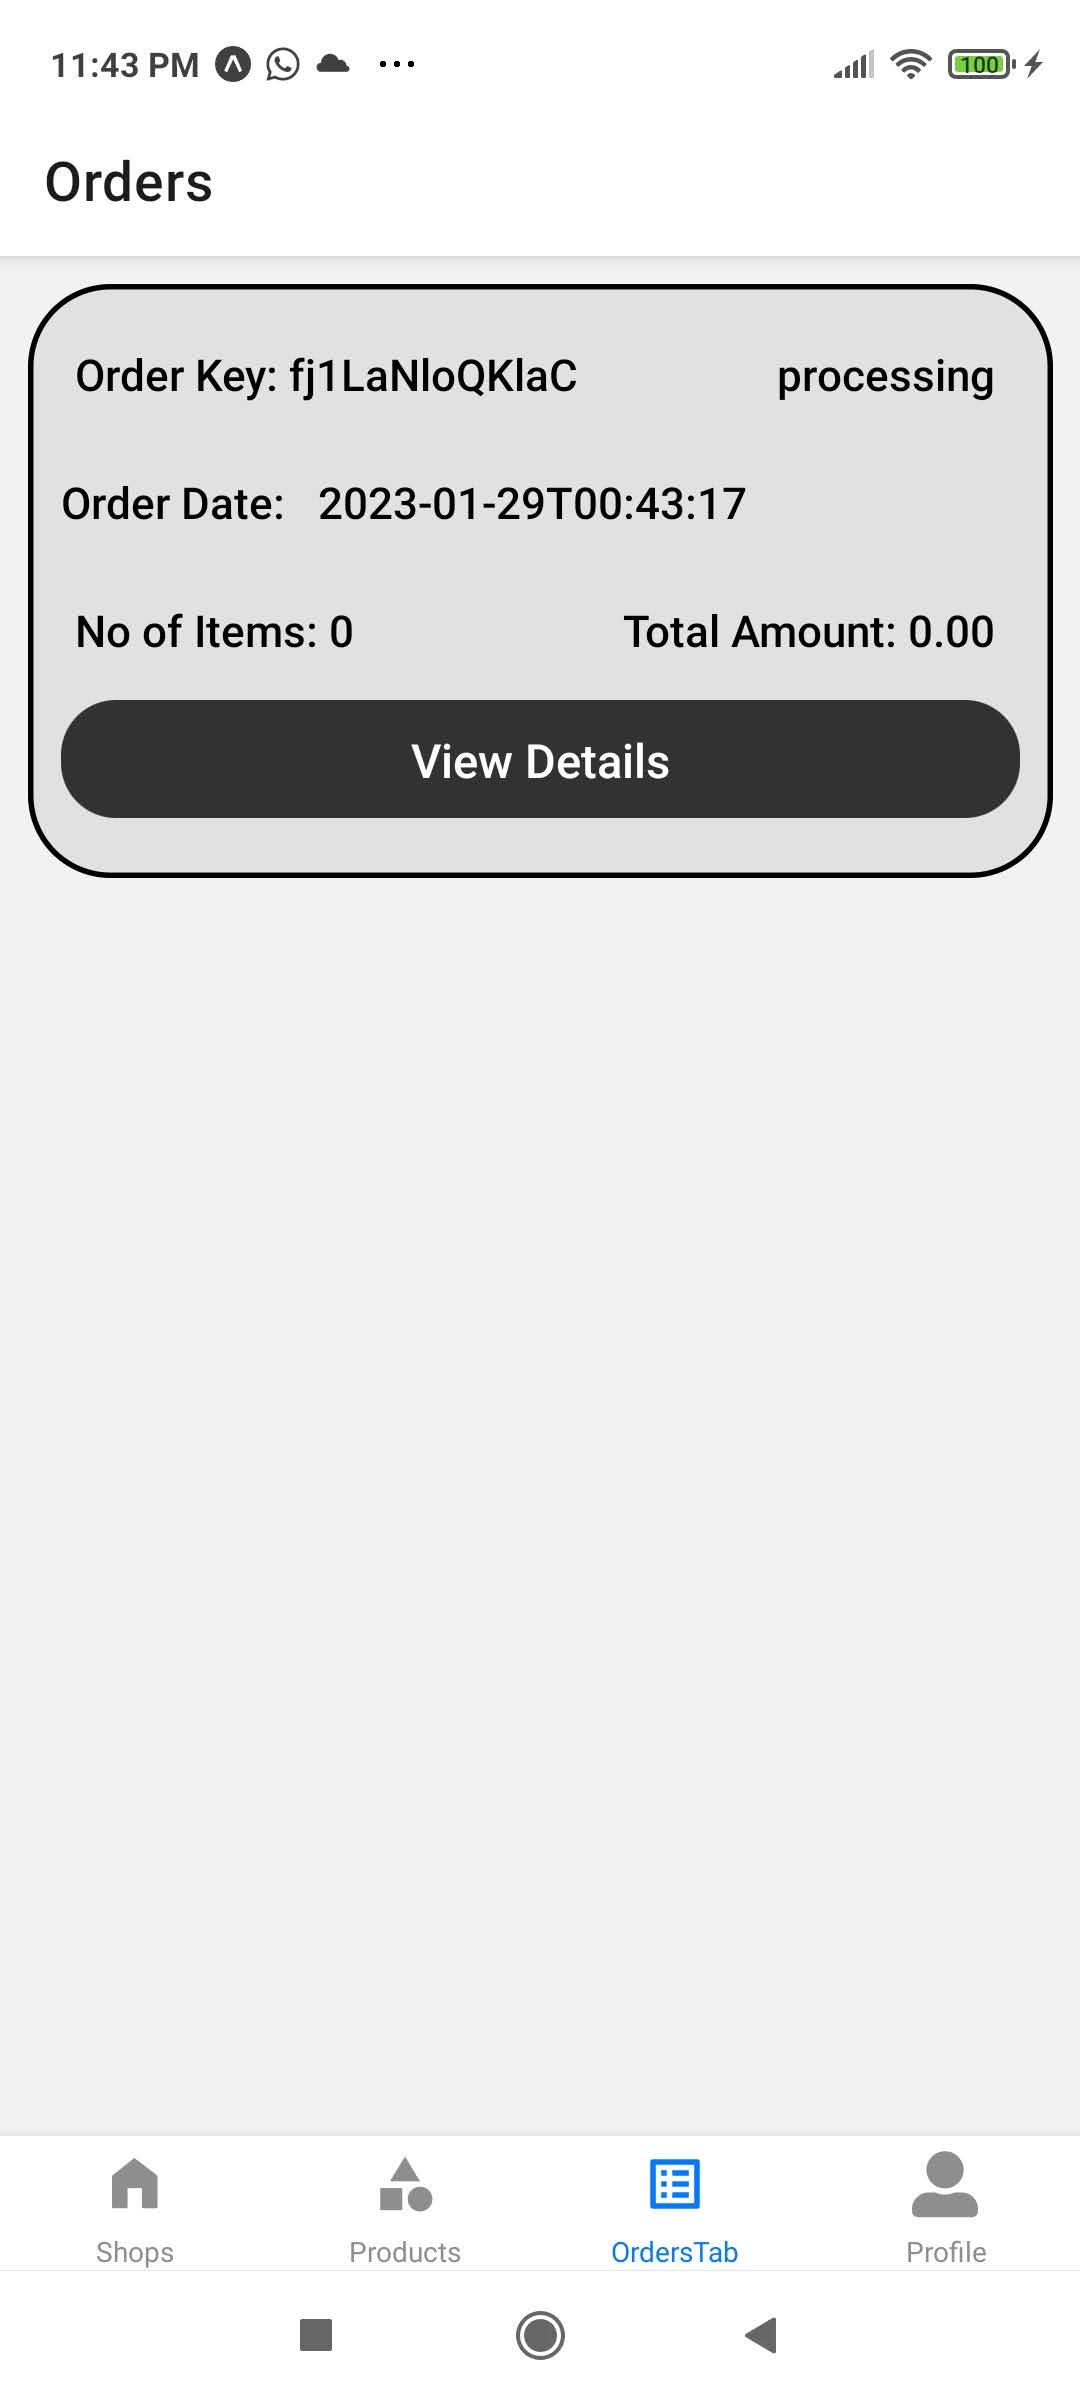 11:43 PM
100
Orders
Order Key: fj1LaNloQKlaC processing
Order Date: 2023-01-29T00:43:17
No of Items: 0 Total Amount: 0.00
View Details
Shops Products OrdersTab Profile